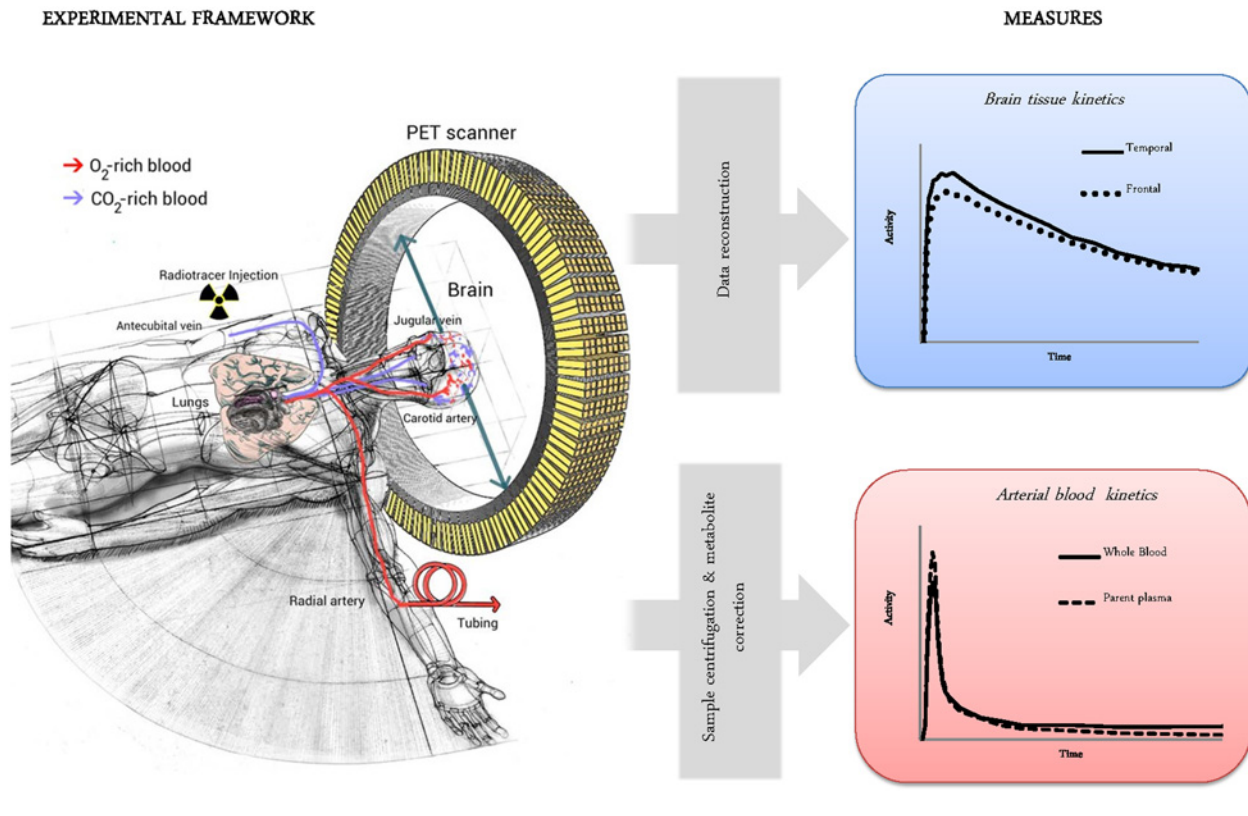 EXPERIMENTAL FRAMEWORK
MEASURES
PET scanner
O₂-rich blood
CO₂-rich blood
Radiotracer Injection
Antecubital vein
Brain
Jugular vein
Lungs
Carotid artery
Radial artery
Tubing
Data reconstruction
Sample centrifugation & metabolite
correction
Brain tissue kinetics
Temporal
Frontal
Activity
Time
Arterial blood kinetics
Whole Blood
Parent plasma
Activity
Time